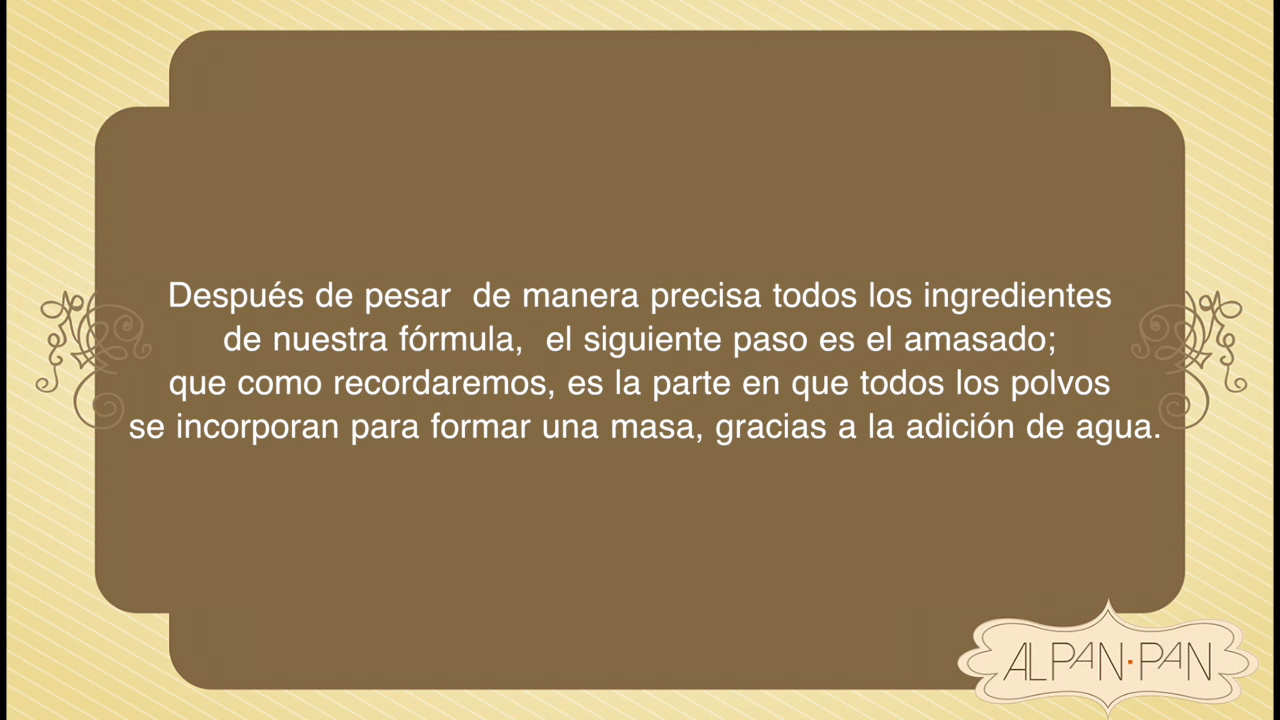 Después de pesar  de manera precisa todos los ingredientes
de nuestra fórmula,  el siguiente paso es el amasado;
que como recordaremos, es la parte en que todos los polvos
se incorporan para formar una masa, gracias a la adición de agua.
ALPAN·PAN